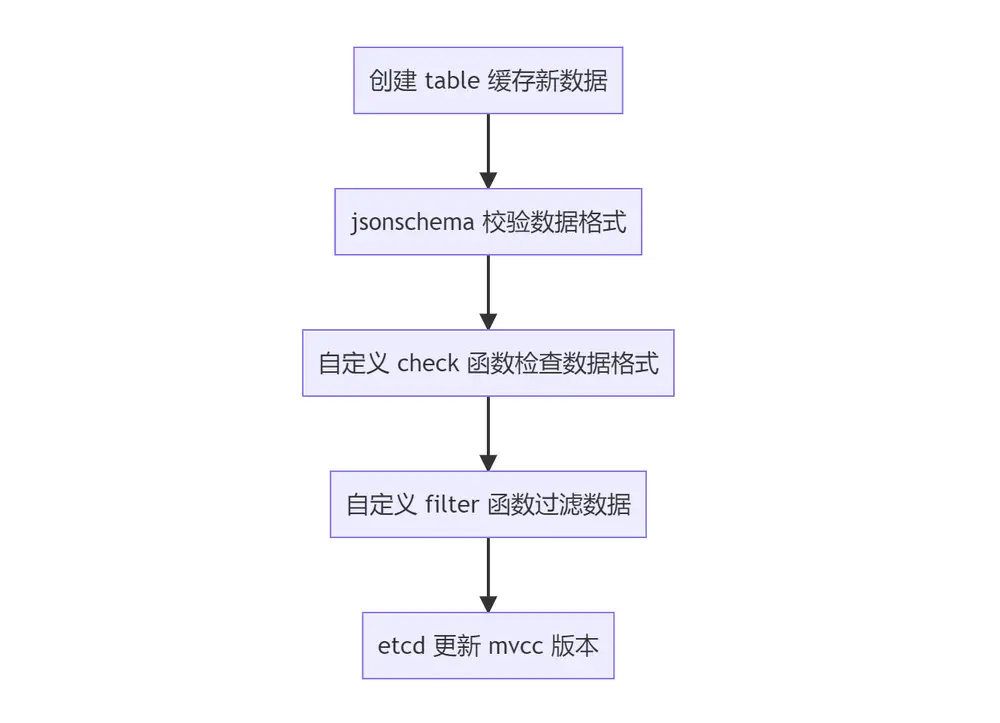 创建 table 缓存新数据
jsonschema 校验数据格式
自定义 check 函数检查数据格式
自定义 filter 函数过滤数据
etcd 更新 mvcc 版本